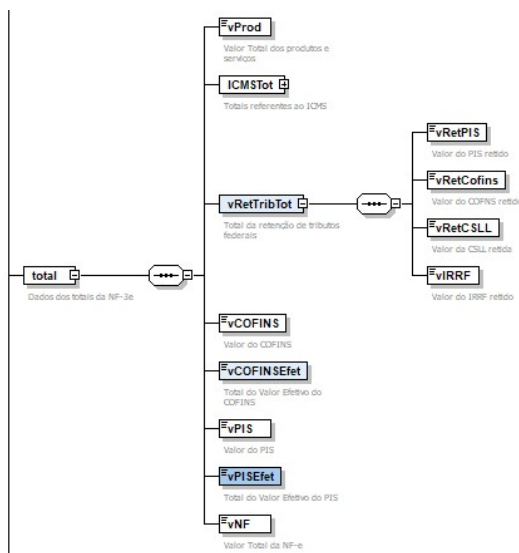 vProd
Valor Total dos produtos e
serviços
ICMSTot
Totais referentes ao ICMS
vRetPIS
Valor do PIS retido
vRetCofins
Valor do COFNS retido
vRetTribTot
Total da retenção de tributos
federais
vRetCSLL
Valor da CSLL retida
total
Dados dos totais da NF-3e
vIRRF
Valor do IRRF retido
vCOFINS
Valor do COFINS
vCOFINSEfet
Total do Valor Efetivo do
COFINS
vPIS
Valor do PIS
vPISEfet
Total do Valor Efetivo do PIS
vNF
Valor Total da NF-e